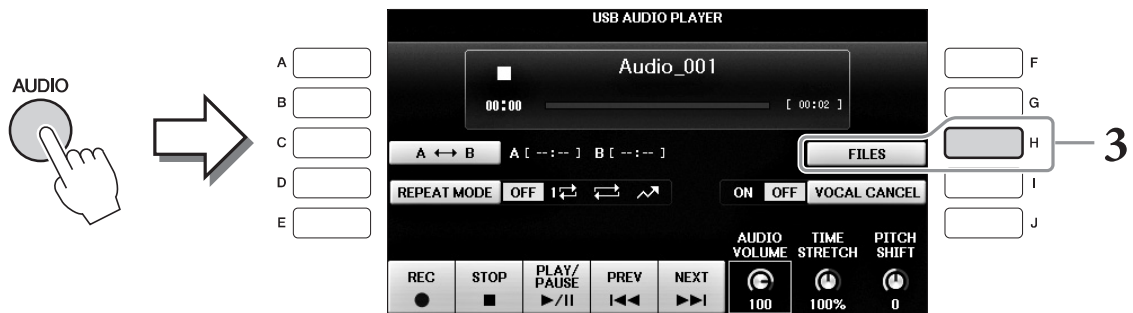 USB AUDIO PLAYER
AUDIO
A
B
C
D
E
Audio_001
00:00 [ 00:02 ]
A ↔ B A [ --:-- ] B [ --:-- ]
FILES
REPEAT MODE OFF 1
ON OFF VOCAL CANCEL
AUDIO VOLUME
TIME STRETCH
PITCH SHIFT
REC
STOP
PLAY/PAUSE
PREV
NEXT
100
100%
0
F
G
H
I
J
3